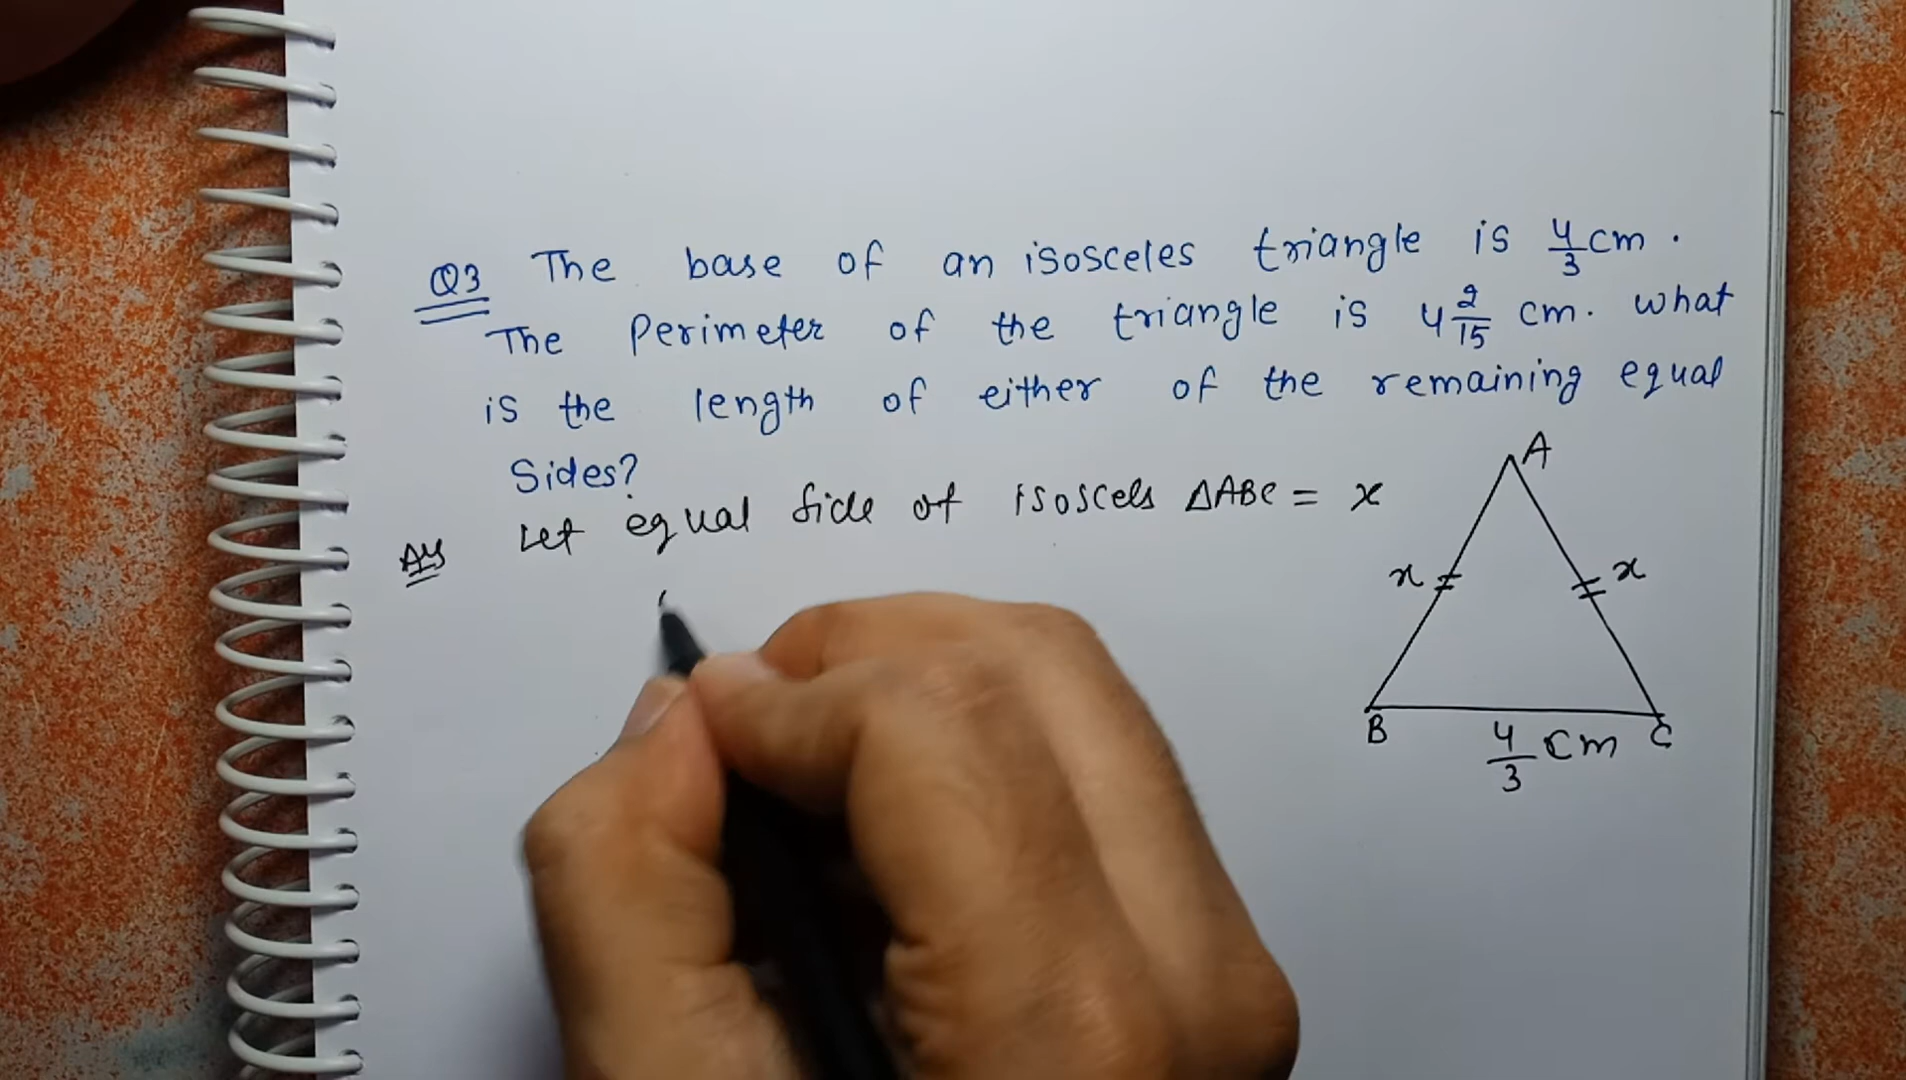 Q3 The base of an isosceles triangle is 4/3 cm.
The Perimeter of the triangle is 4 2/15 cm. what
is the length of either of the remaining equal
Sides?
Ans Let equal side of isoscels ΔABC = x
A
x
x
B
C
4/3 cm